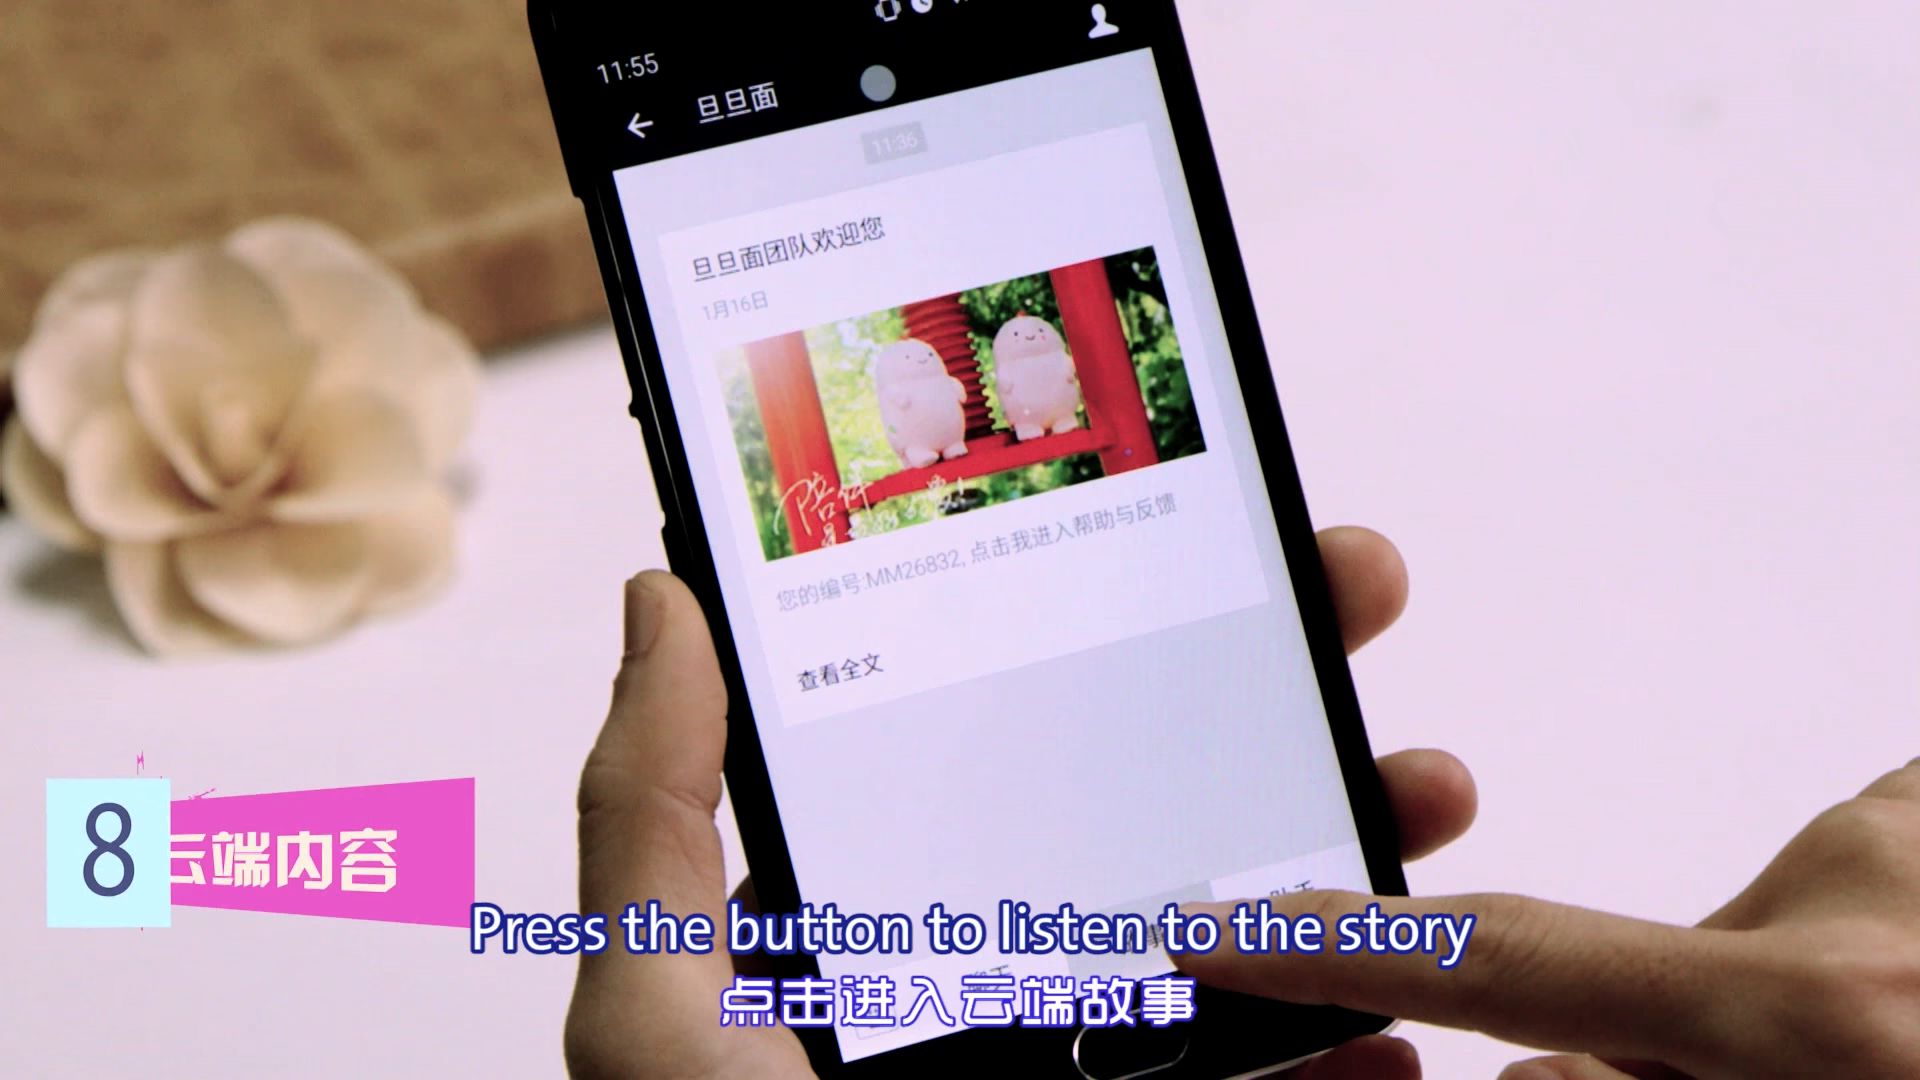 11:55
旦旦面
11:36
旦旦面团队欢迎您
1月16日
陪伴
您的编号:MM26832, 点击我进入帮助与反馈
查看全文
8
云端内容
Press the button to listen to the story
点击进入云端故事